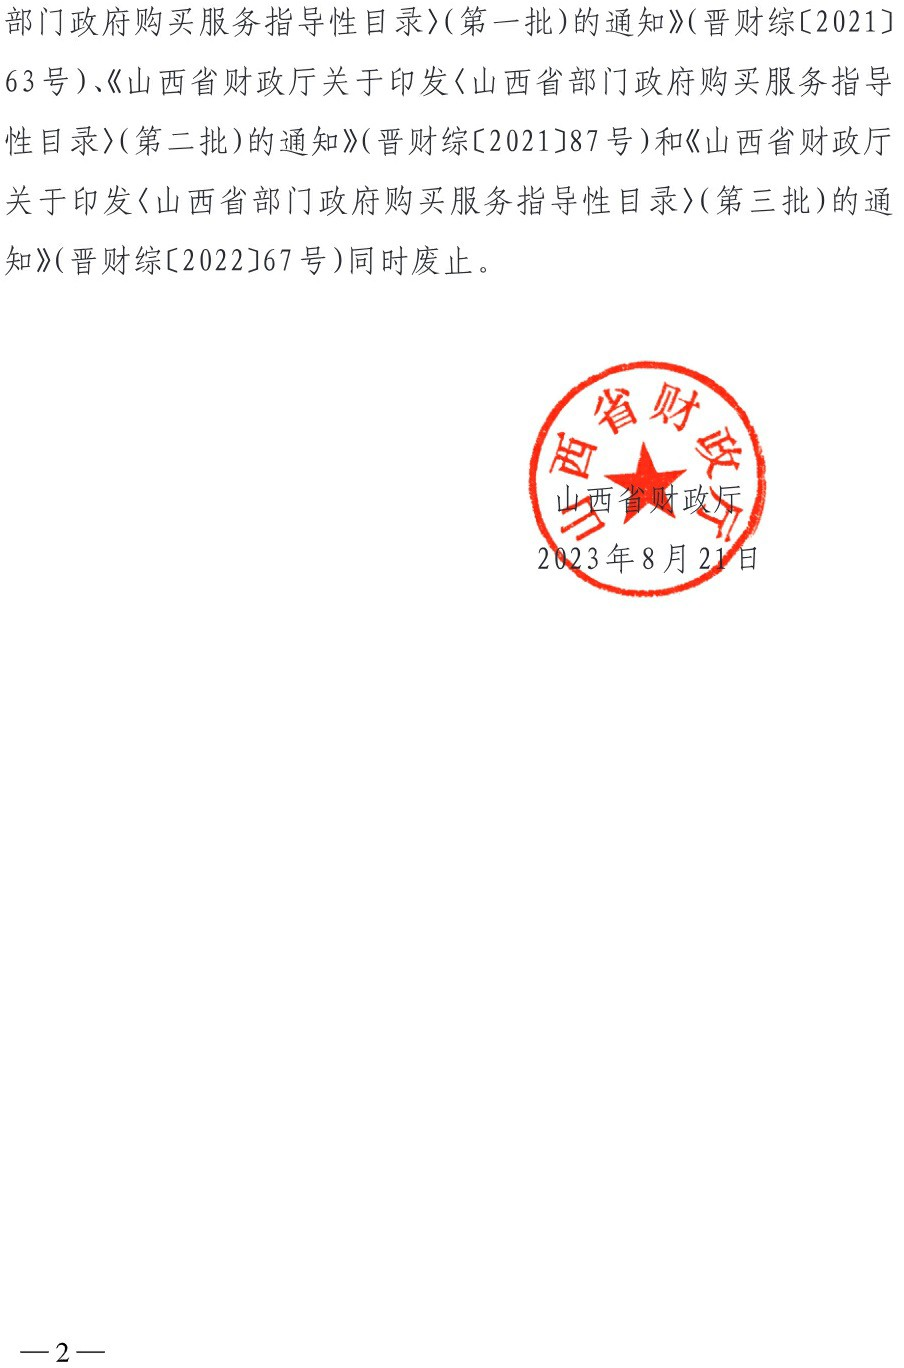 部门政府购买服务指导性目录〉(第一批)的通知》(晋财综〔2021〕
63号)、《山西省财政厅关于印发〈山西省部门政府购买服务指导
性目录〉(第二批)的通知》(晋财综〔2021〕87号)和《山西省财政厅
关于印发〈山西省部门政府购买服务指导性目录〉(第三批)的通
知》(晋财综〔2022〕67号)同时废止。
山西省财政厅
山西省财政厅
2023年8月21日
—2—